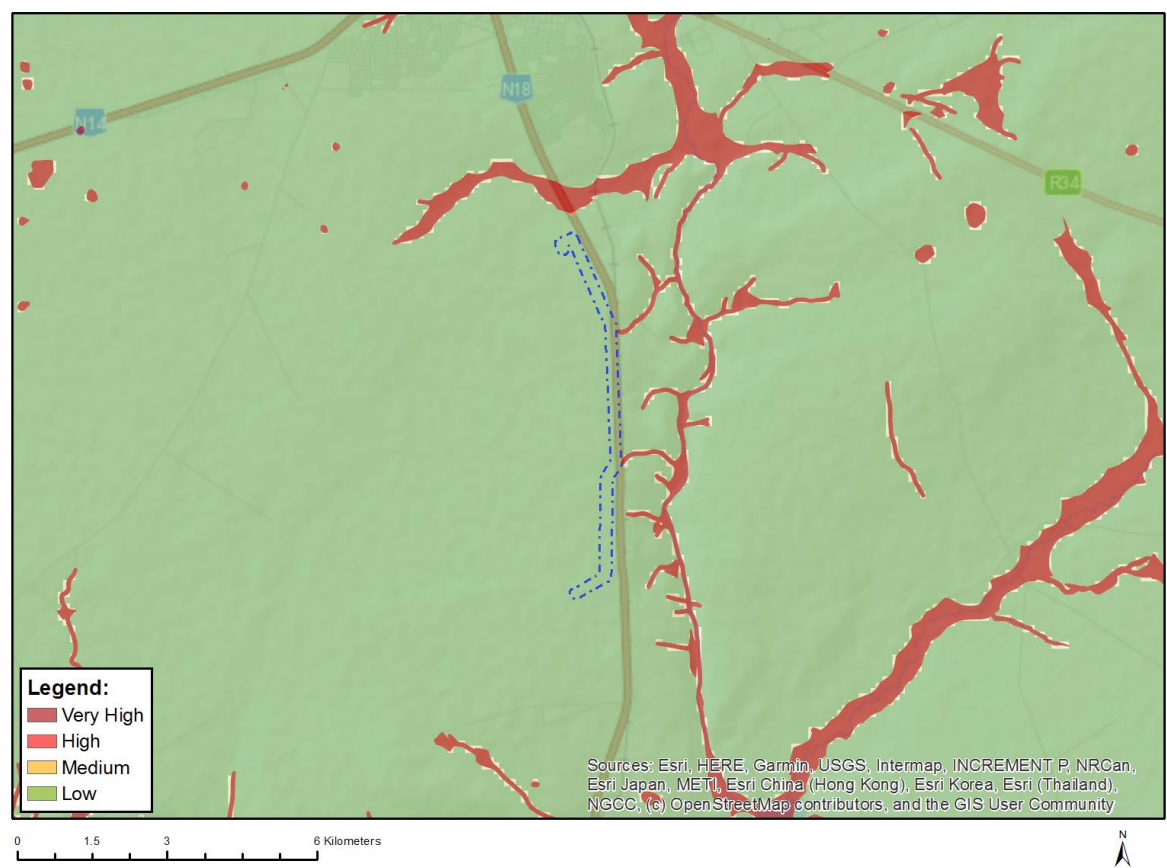 N18
N14
R34
Legend:
Very High
High
Medium
Low
Sources: Esri, HERE, Garmin, USGS, Intermap, INCREMENT P, NRCan,
Esri Japan, METI, Esri China (Hong Kong), Esri Korea, Esri (Thailand),
NGCC, (c) OpenStreetMap contributors, and the GIS User Community
0 1.5 3 6 Kilometers
N